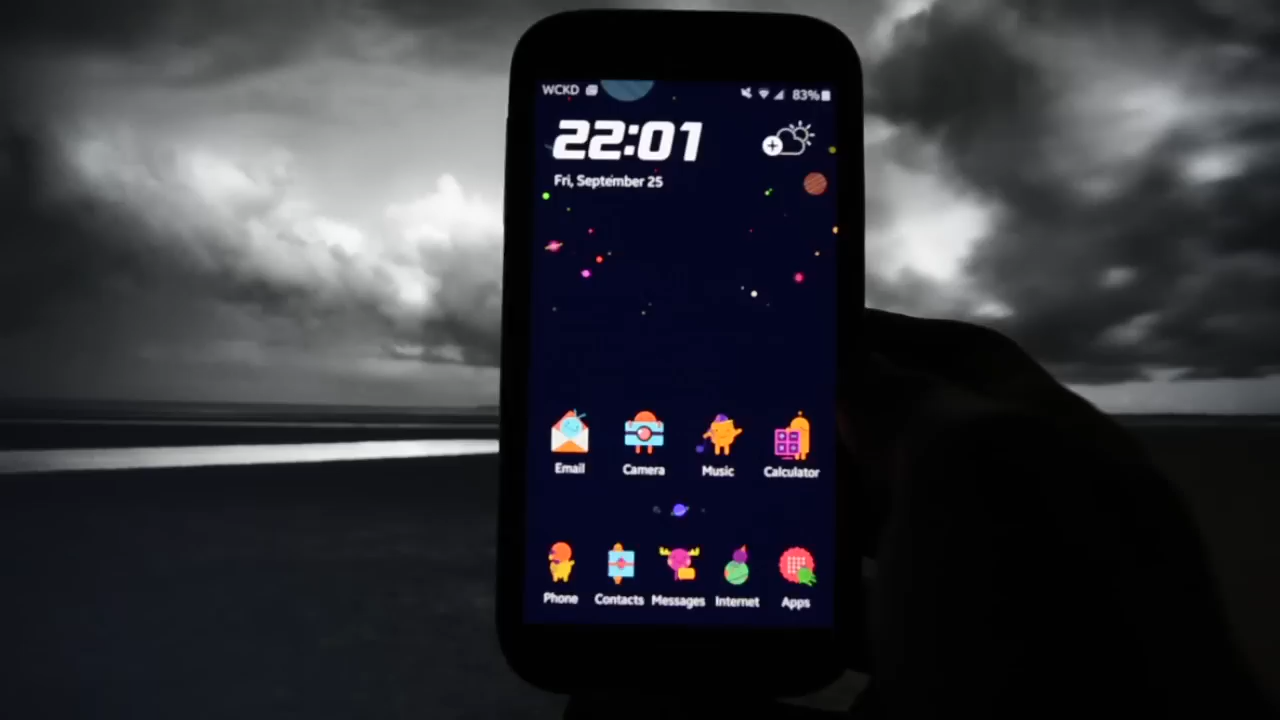 WCKD 83%
22:01
Fri, September 25
Email Camera Music Calculator
Phone Contacts Messages Internet Apps